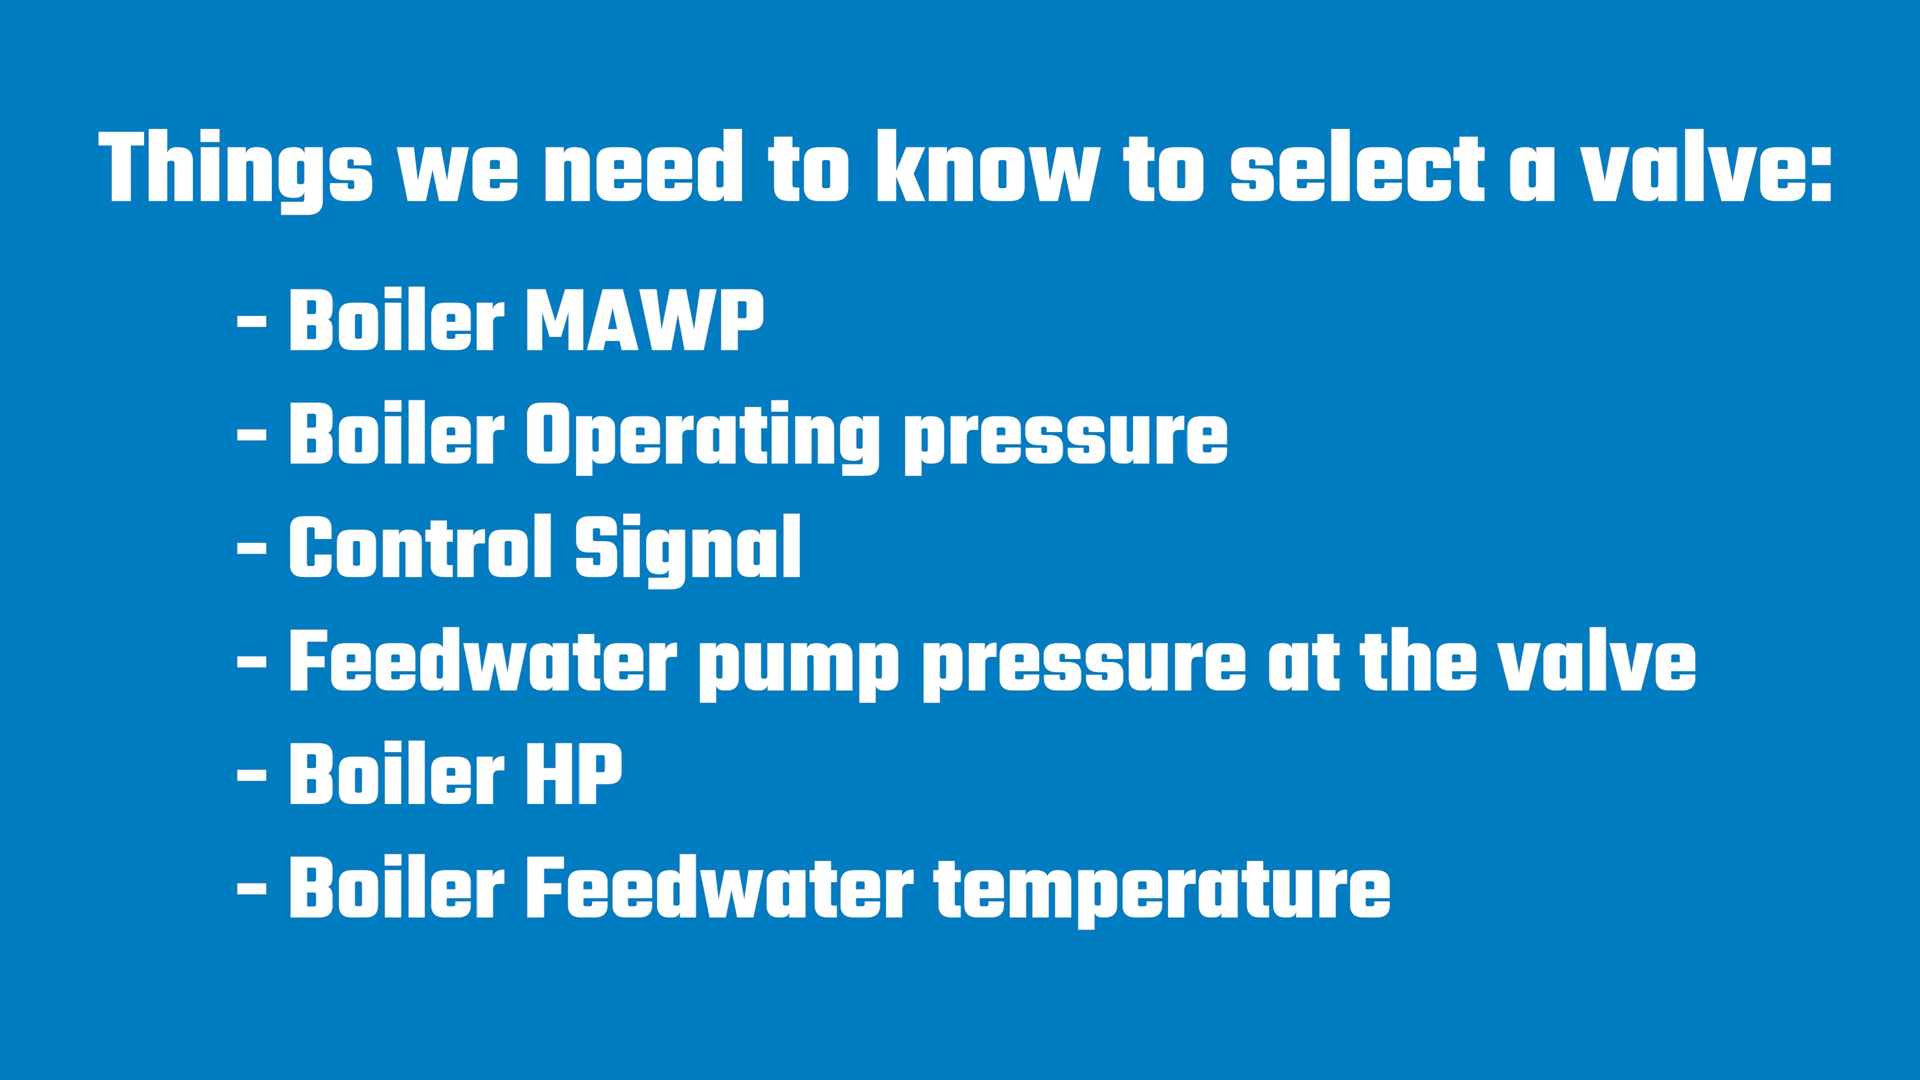 Things we need to know to select a valve:
- Boiler MAWP
- Boiler Operating pressure
- Control Signal
- Feedwater pump pressure at the valve
- Boiler HP
- Boiler Feedwater temperature